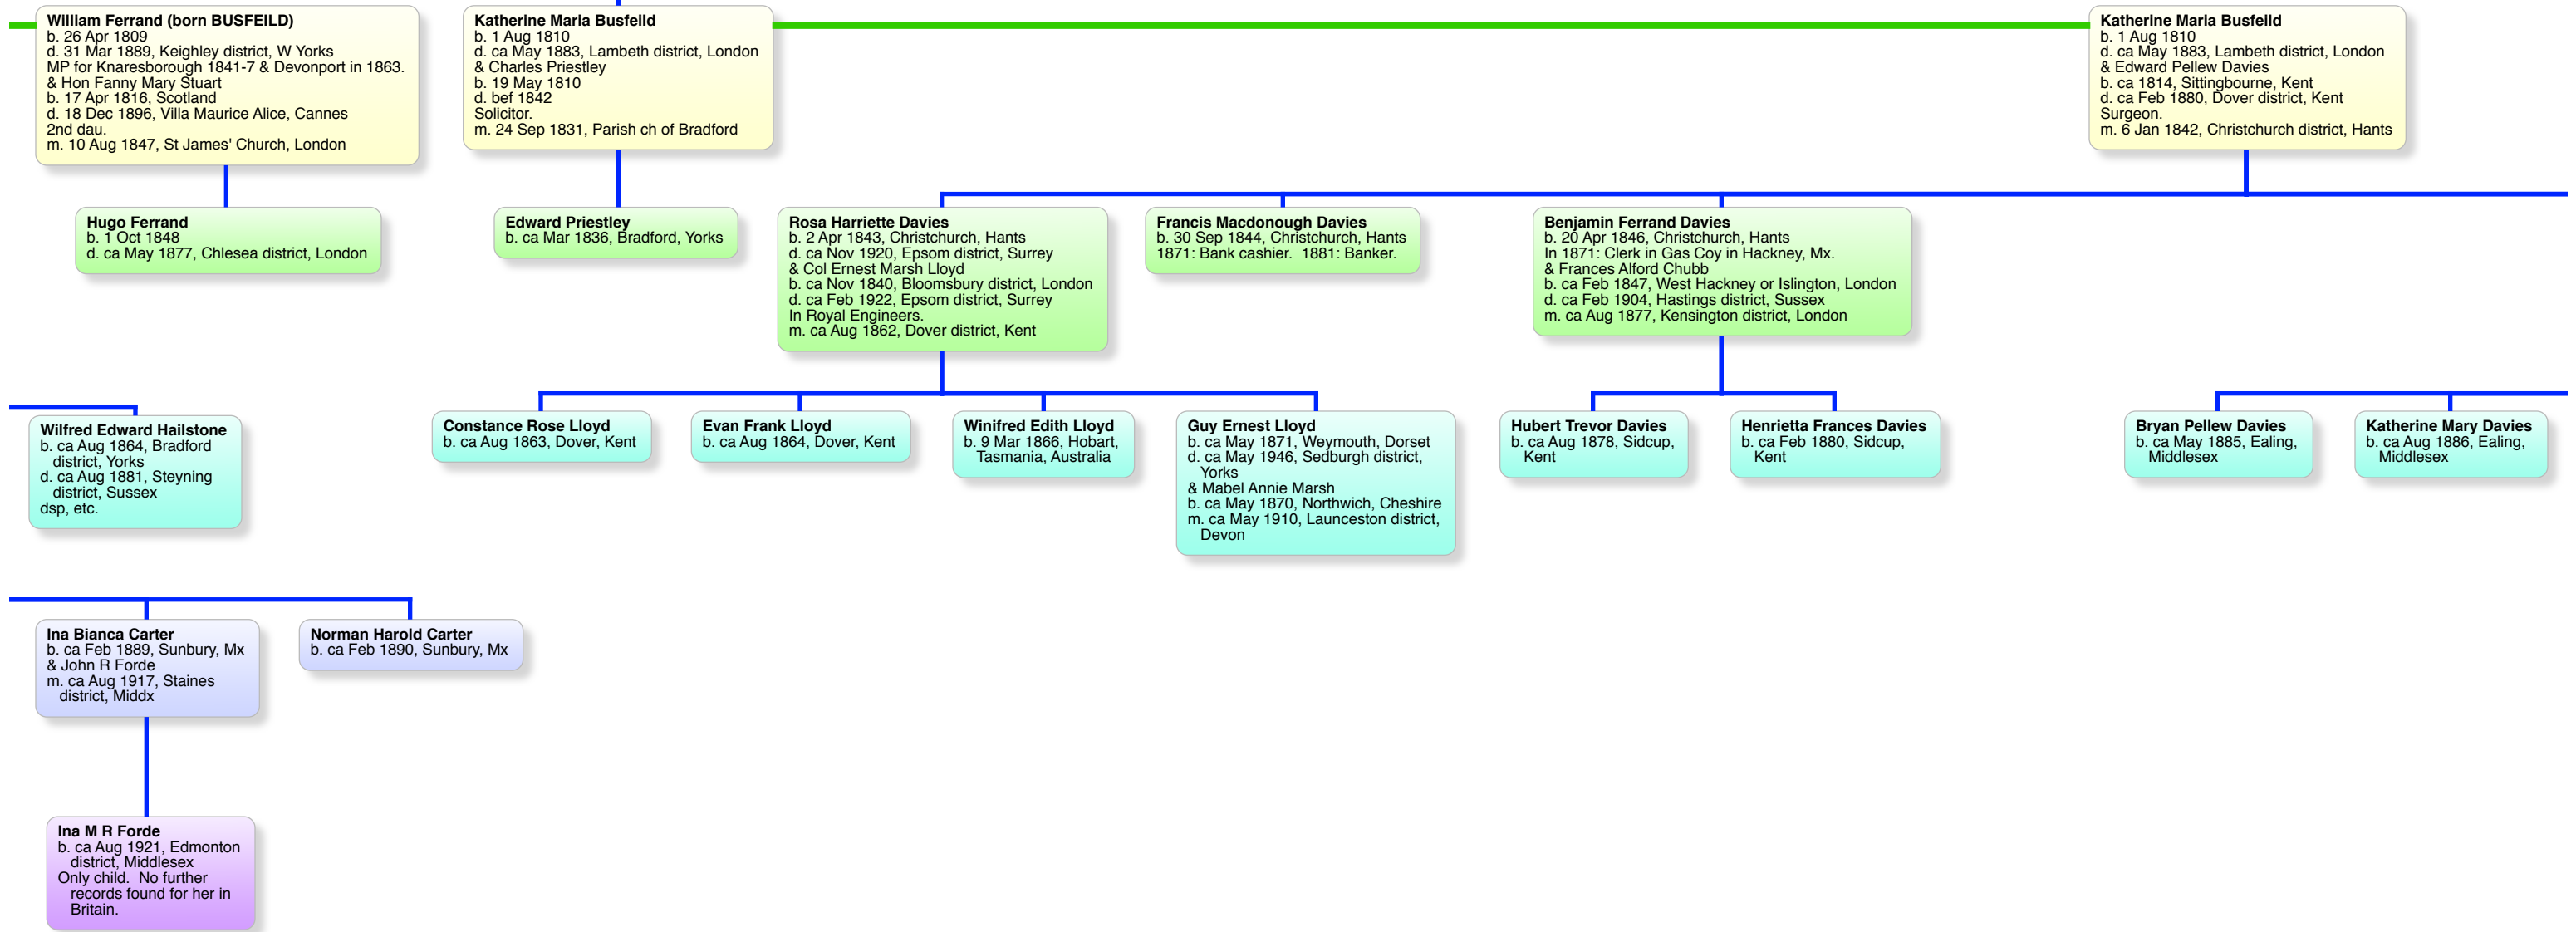 William Ferrand (born BUSFEILD)
b. 26 Apr 1809
d. 31 Mar 1889, Keighley district, W Yorks
MP for Knaresborough 1841-7 & Devonport in 1863.
& Hon Fanny Mary Stuart
b. 17 Apr 1816, Scotland
d. 18 Dec 1896, Villa Maurice Alice, Cannes
2nd dau.
m. 10 Aug 1847, St James' Church, London
Katherine Maria Busfeild
b. 1 Aug 1810
d. ca May 1883, Lambeth district, London
& Charles Priestley
b. 19 May 1810
d. bef 1842
Solicitor.
m. 24 Sep 1831, Parish ch of Bradford
Katherine Maria Busfeild
b. 1 Aug 1810
d. ca May 1883, Lambeth district, London
& Edward Pellew Davies
b. ca 1814, Sittingbourne, Kent
d. ca Feb 1880, Dover district, Kent
Surgeon.
m. 6 Jan 1842, Christchurch district, Hants
Hugo Ferrand
b. 1 Oct 1848
d. ca May 1877, Chlesea district, London
Edward Priestley
b. ca Mar 1836, Bradford, Yorks
Rosa Harriette Davies
b. 2 Apr 1843, Christchurch, Hants
d. ca Nov 1920, Epsom district, Surrey
& Col Ernest Marsh Lloyd
b. ca Nov 1840, Bloomsbury district, London
d. ca Feb 1922, Epsom district, Surrey
In Royal Engineers.
m. ca Aug 1862, Dover district, Kent
Francis Macdonough Davies
b. 30 Sep 1844, Christchurch, Hants
1871: Bank cashier.  1881: Banker.
Benjamin Ferrand Davies
b. 20 Apr 1846, Christchurch, Hants
In 1871: Clerk in Gas Coy in Hackney, Mx.
& Frances Alford Chubb
b. ca Feb 1847, West Hackney or Islington, London
d. ca Feb 1904, Hastings district, Sussex
m. ca Aug 1877, Kensington district, London
Wilfred Edward Hailstone
b. ca Aug 1864, Bradford
district, Yorks
d. ca Aug 1881, Steyning
district, Sussex
dsp, etc.
Constance Rose Lloyd
b. ca Aug 1863, Dover, Kent
Evan Frank Lloyd
b. ca Aug 1864, Dover, Kent
Winifred Edith Lloyd
b. 9 Mar 1866, Hobart,
Tasmania, Australia
Guy Ernest Lloyd
b. ca May 1871, Weymouth, Dorset
d. ca May 1946, Sedburgh district,
Yorks
& Mabel Annie Marsh
b. ca May 1870, Northwich, Cheshire
m. ca May 1910, Launceston district,
Devon
Hubert Trevor Davies
b. ca Aug 1878, Sidcup,
Kent
Henrietta Frances Davies
b. ca Feb 1880, Sidcup,
Kent
Bryan Pellew Davies
b. ca May 1885, Ealing,
Middlesex
Katherine Mary Davies
b. ca Aug 1886, Ealing,
Middlesex
Ina Bianca Carter
b. ca Feb 1889, Sunbury, Mx
& John R Forde
m. ca Aug 1917, Staines
district, Middx
Norman Harold Carter
b. ca Feb 1890, Sunbury, Mx
Ina M R Forde
b. ca Aug 1921, Edmonton
district, Middlesex
Only child.  No further
records found for her in
Britain.